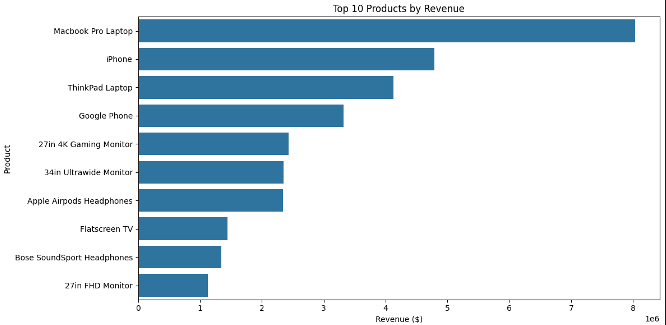 Top 10 Products by Revenue
Product
Macbook Pro Laptop
iPhone
ThinkPad Laptop
Google Phone
27in 4K Gaming Monitor
34in Ultrawide Monitor
Apple Airpods Headphones
Flatscreen TV
Bose SoundSport Headphones
27in FHD Monitor
0 1 2 3 4 5 6 7 8
1e6
Revenue ($)